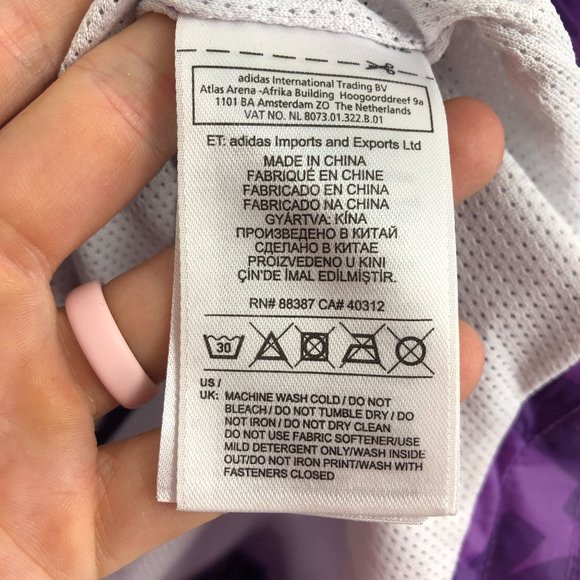 adidas International Trading BV
Atlas Arena -Afrika Building Hoogoorddreef 9a
1101 BA Amsterdam ZO The Netherlands
VAT NO. NL 8073.01.322.B.01
ET: adidas Imports and Exports Ltd
MADE IN CHINA
FABRIQUÉ EN CHINE
FABRICADO EN CHINA
FABRICADO NA CHINA
GYÁRTVA: KÍNA
ПРОИЗВЕДЕНО В КИТАЙ
СДЕЛАНО В КИТАЕ
PROIZVEDENO U KINI
ÇİN'DE İMAL EDİLMİŞTİR.
RN# 88387 CA# 40312
30
US /
UK: MACHINE WASH COLD / DO NOT
BLEACH / DO NOT TUMBLE DRY / DO
NOT IRON / DO NOT DRY CLEAN
DO NOT USE FABRIC SOFTENER/USE
MILD DETERGENT ONLY/WASH INSIDE
OUT/DO NOT IRON PRINT/WASH WITH
FASTENERS CLOSED